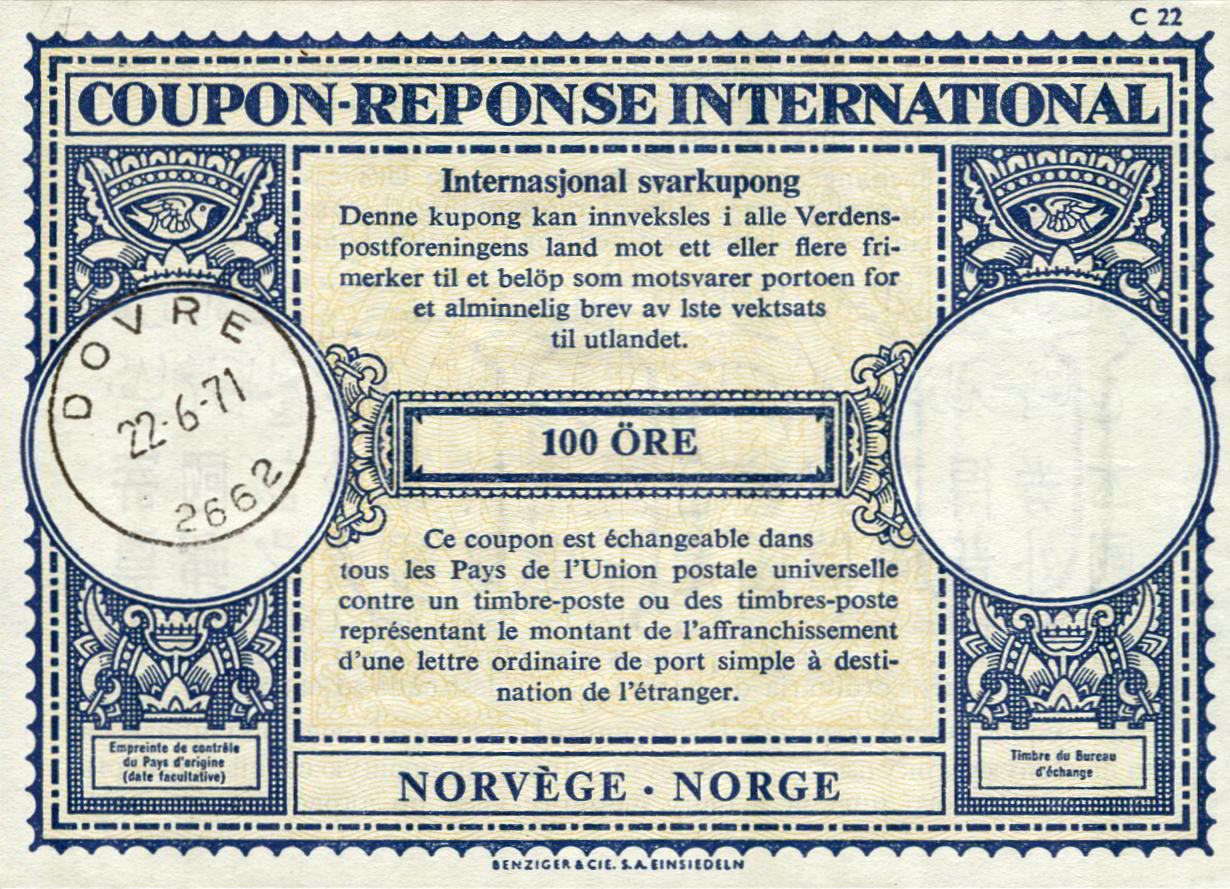 C 22
COUPON-REPONSE INTERNATIONAL
Internasjonal svarkupong
Denne kupong kan innveksles i alle Verdens-
postforeningens land mot ett eller flere fri-
merker til et belöp som motsvarer portoen for
et alminnelig brev av 1ste vektsats
til utlandet.
DOVRE
22-6-71
2662
100 ÖRE
Ce coupon est échangeable dans
tous les Pays de l'Union postale universelle
contre un timbre-poste ou des timbres-poste
représentant le montant de l'affranchissement
d'une lettre ordinaire de port simple à desti-
nation de l'étranger.
Empreinte de contrôle
du Pays d'origine
(date facultative)
Timbre du Bureau
d'échange
NORVÈGE · NORGE
BENZIGER & CIE. S.A. EINSIEDELN